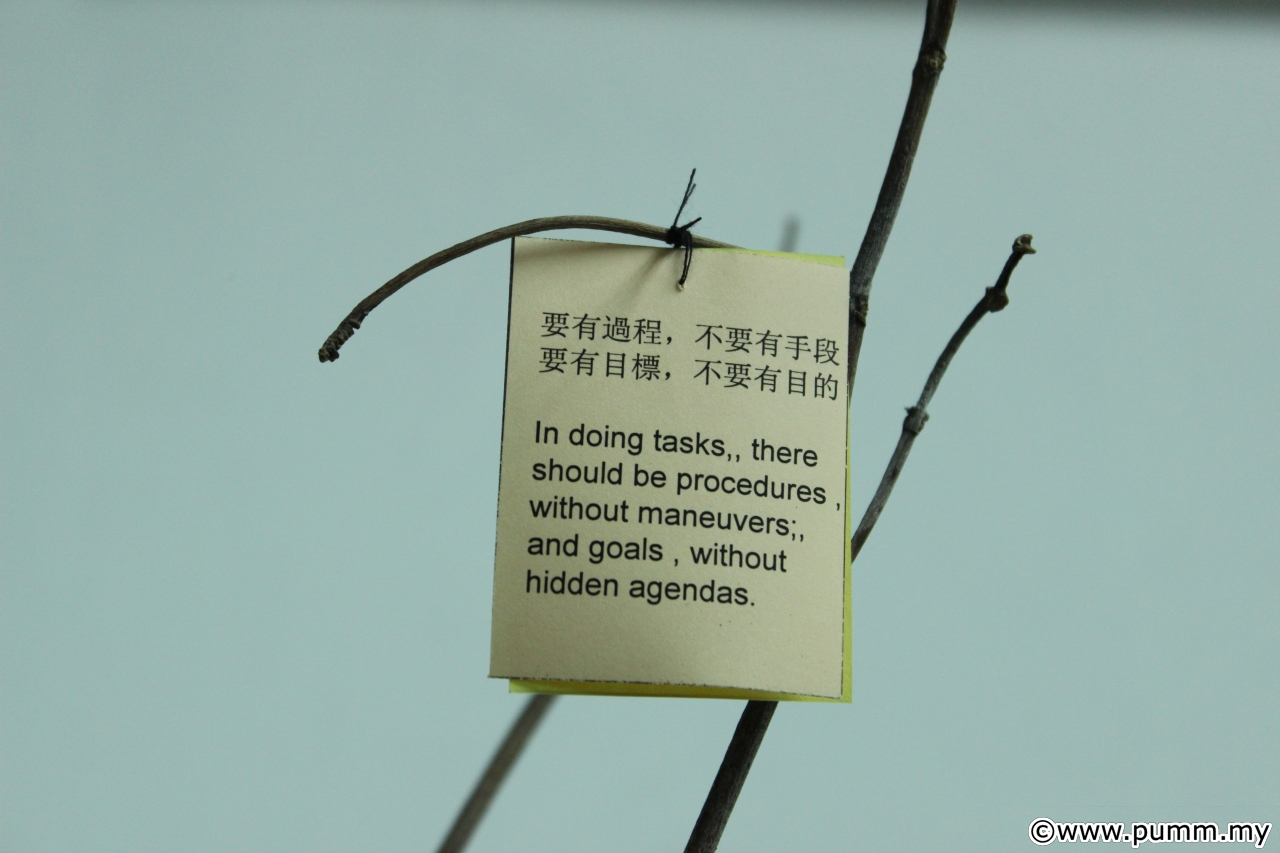 要有過程，不要有手段
要有目標，不要有目的
In doing tasks,, there
should be procedures ,
without maneuvers;,
and goals , without
hidden agendas.
©www.pumm.my